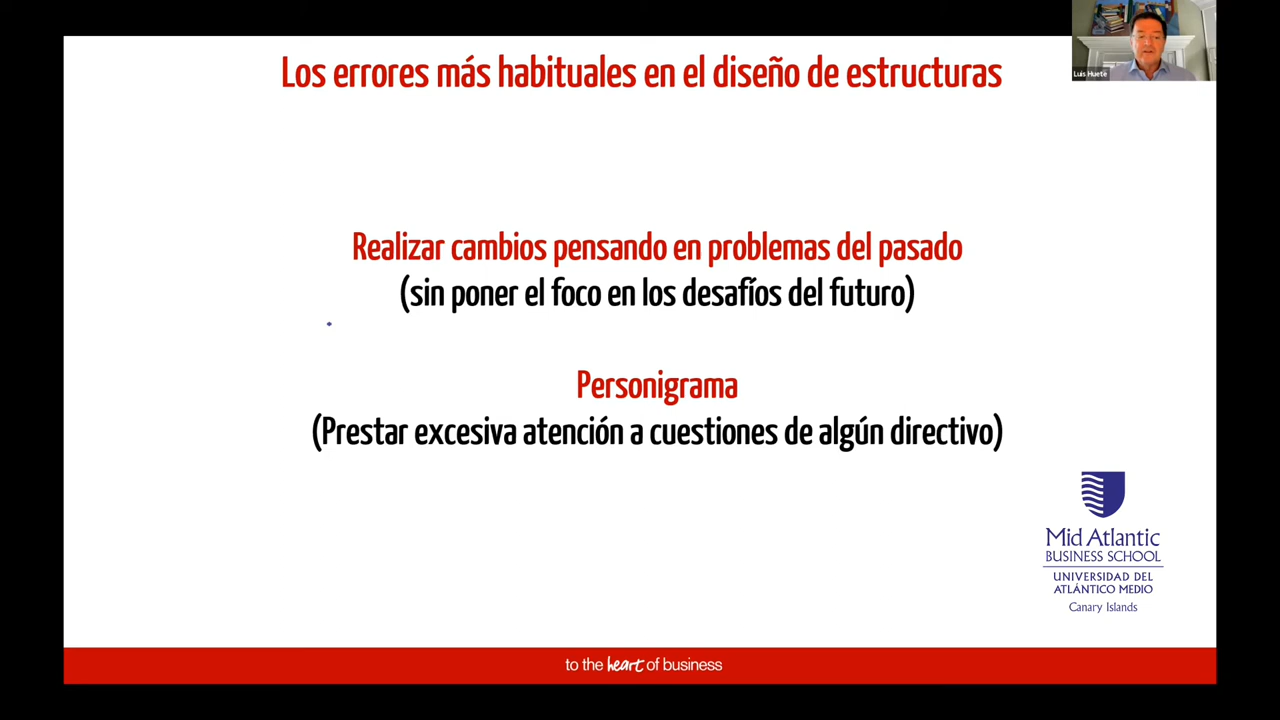 Los errores más habituales en el diseño de estructuras
Luis Huete
Realizar cambios pensando en problemas del pasado
(sin poner el foco en los desafíos del futuro)
Personigrama
(Prestar excesiva atención a cuestiones de algún directivo)
Mid Atlantic
BUSINESS SCHOOL
UNIVERSIDAD DEL
ATLÁNTICO MEDIO
Canary Islands
to the heart of business